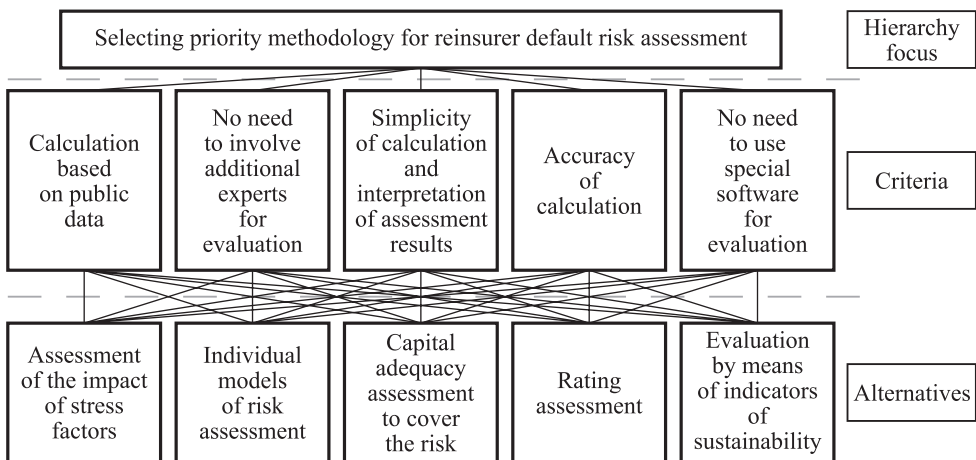 Selecting priority methodology for reinsurer default risk assessment
Hierarchy
focus
Calculation
based
on public
data
No need
to involve
additional
experts
for
evaluation
Simplicity
of calculation
and
interpretation
of assessment
results
Accuracy
of
calculation
No need
to use
special
software
for
evaluation
Criteria
Assessment
of the impact
of stress
factors
Individual
models
of risk
assessment
Capital
adequacy
assessment
to cover
the risk
Rating
assessment
Evaluation
by means
of indicators
of
sustainability
Alternatives